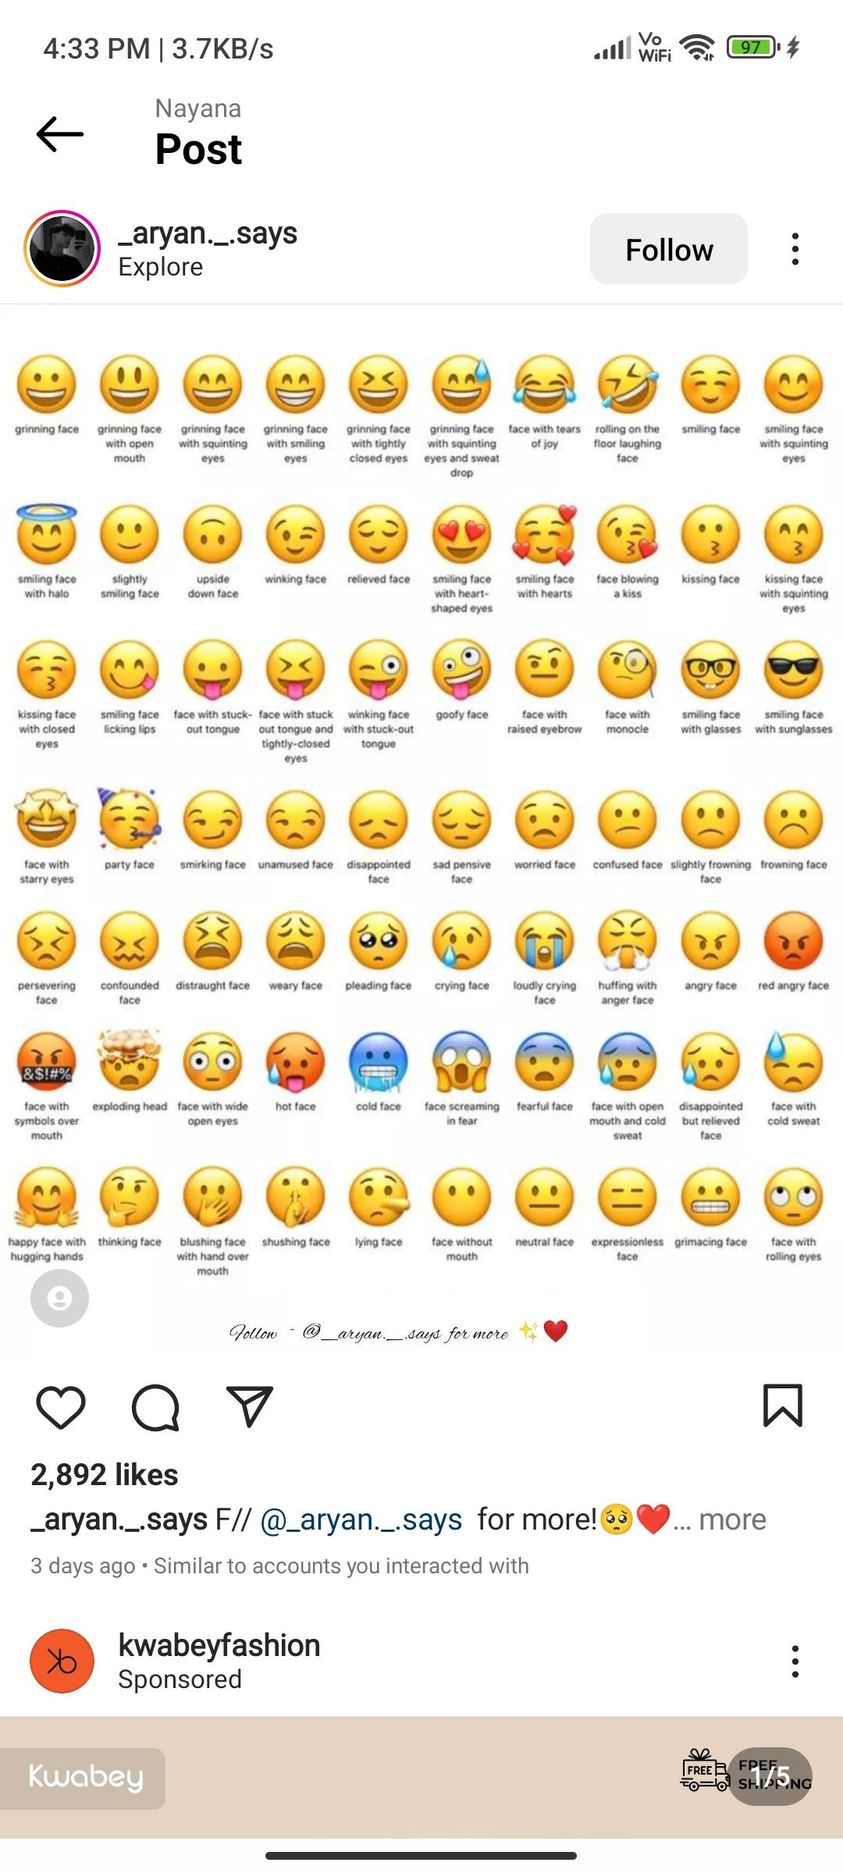 4:33 PM | 3.7KB/s
Vo
WiFi
97
Nayana
Post
_aryan._.says
Explore
Follow
grinning face
grinning face with open mouth
grinning face with squinting eyes
grinning face with smiling eyes
grinning face with tightly closed eyes
grinning face with squinting eyes and sweat drop
face with tears of joy
rolling on the floor laughing face
smiling face
smiling face with squinting eyes
smiling face with halo
slightly smiling face
upside down face
winking face
relieved face
smiling face with heart-shaped eyes
smiling face with hearts
face blowing a kiss
kissing face
kissing face with squinting eyes
kissing face with closed eyes
smiling face licking lips
face with stuck-out tongue
face with stuck out tongue and tightly-closed eyes
winking face with stuck-out tongue
goofy face
face with raised eyebrow
face with monocle
smiling face with glasses
smiling face with sunglasses
face with starry eyes
party face
smirking face
unamused face
disappointed face
sad pensive face
worried face
confused face
slightly frowning face
frowning face
persevering face
confounded face
distraught face
weary face
pleading face
crying face
loudly crying face
huffing with anger face
angry face
red angry face
&$!#%
face with symbols over mouth
exploding head
face with wide open eyes
hot face
cold face
face screaming in fear
fearful face
face with open mouth and cold sweat
disappointed but relieved face
face with cold sweat
happy face with hugging hands
thinking face
blushing face with hand over mouth
shushing face
lying face
face without mouth
neutral face
expressionless face
grimacing face
face with rolling eyes
Follow - @_aryan._.says for more ✨❤️
2,892 likes
_aryan._.says F// @_aryan._.says for more!🥺❤️... more
3 days ago • Similar to accounts you interacted with
kwabeyfashion
Sponsored
Kwabey
FREE
FREE
SHIPPING
1/5